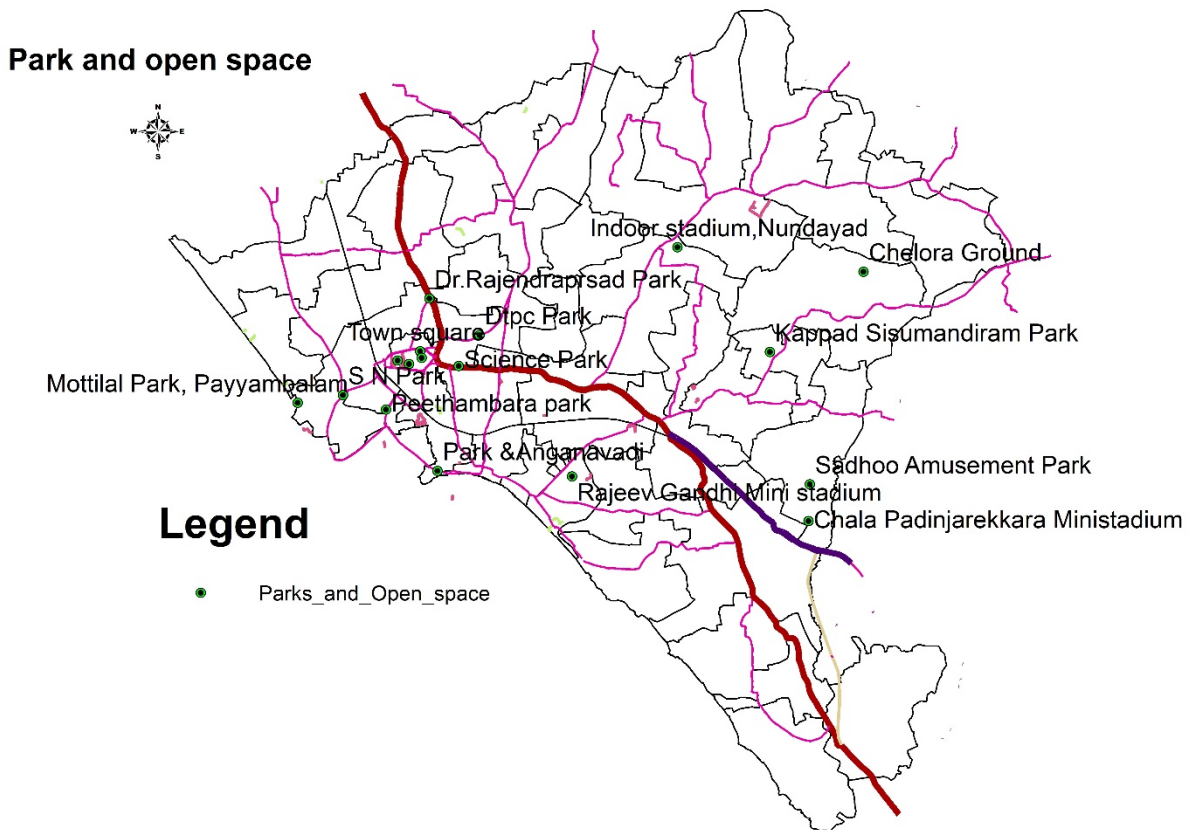 Park and open space
N
W
E
S
Indoor stadium,Nundayad
Chelora Ground
Dr.Rajendraprsad Park
Dtpc Park
Town square
Kappad Sisumandiram Park
Science Park
S N Park
Mottilal Park, Payyambalam
Peethambara park
Park &Anganavadi
Sadhoo Amusement Park
Rajeev Gandhi Mini stadium
Chala Padinjarekkara Ministadium
Legend
Parks_and_Open_space